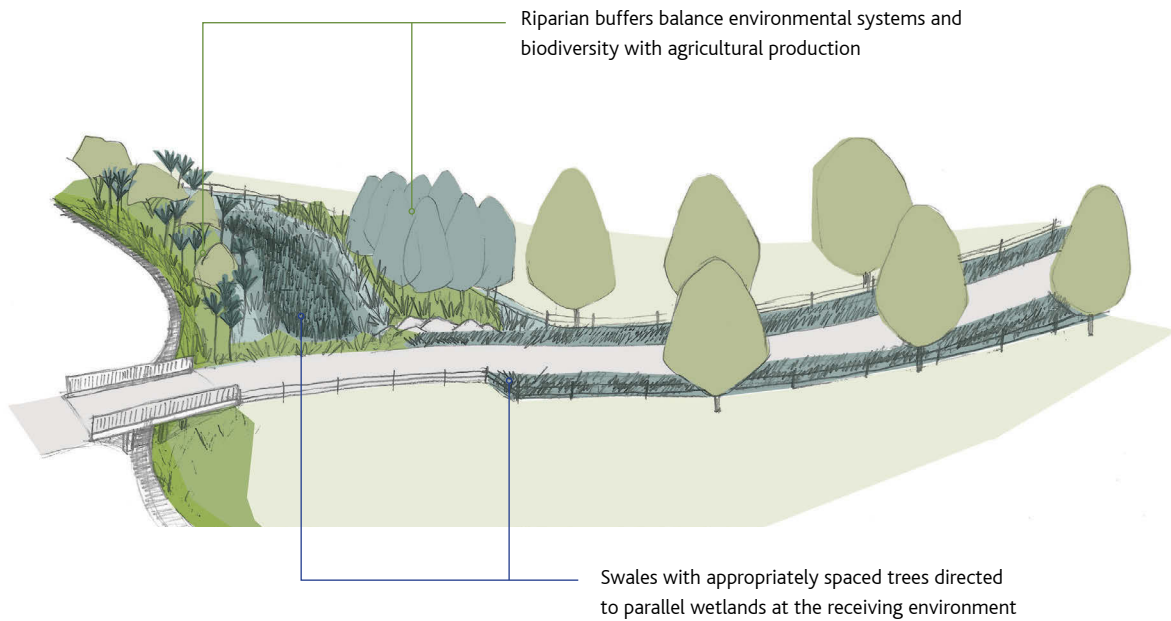 Riparian buffers balance environmental systems and
biodiversity with agricultural production
Swales with appropriately spaced trees directed
to parallel wetlands at the receiving environment